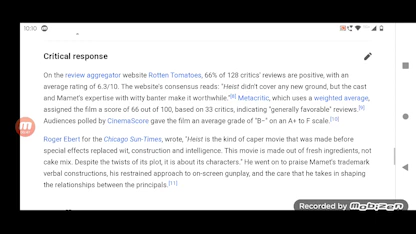 10:10
Critical response
On the review aggregator website Rotten Tomatoes, 66% of 128 critics' reviews are positive, with an
average rating of 6.3/10. The website's consensus reads: "Heist didn't cover any new ground, but the cast
and Mamet's expertise with witty banter make it worthwhile."[8] Metacritic, which uses a weighted average,
assigned the film a score of 66 out of 100, based on 33 critics, indicating "generally favorable" reviews.[9]
Audiences polled by CinemaScore gave the film an average grade of "B−" on an A+ to F scale.[10]
Roger Ebert for the Chicago Sun-Times, wrote, "Heist is the kind of caper movie that was made before
special effects replaced wit, construction and intelligence. This movie is made out of fresh ingredients, not
cake mix. Despite the twists of its plot, it is about its characters." He went on to praise Mamet's trademark
verbal constructions, his restrained approach to on-screen gunplay, and the care that he takes in shaping
the relationships between the principals.[11]
Recorded by Mobizen